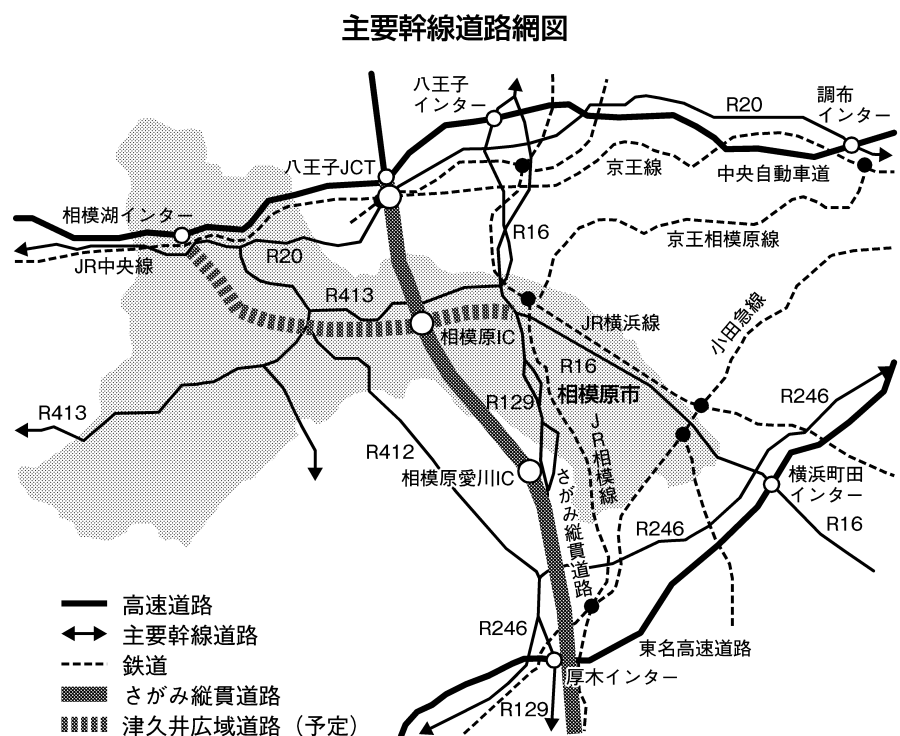 主要幹線道路網図
八王子
インター
R20
調布
インター
八王子JCT
京王線
中央自動車道
相模湖インター
R16
京王相模原線
R20
JR中央線
R413
小田急線
JR横浜線
相模原IC
R16
相模原市
R129
R246
R413
JR相模線
R412
相模原愛川IC
さがみ縦貫道路
横浜町田
インター
R246
R16
高速道路
主要幹線道路
R246
東名高速道路
鉄道
厚木インター
さがみ縦貫道路
R129
津久井広域道路（予定）